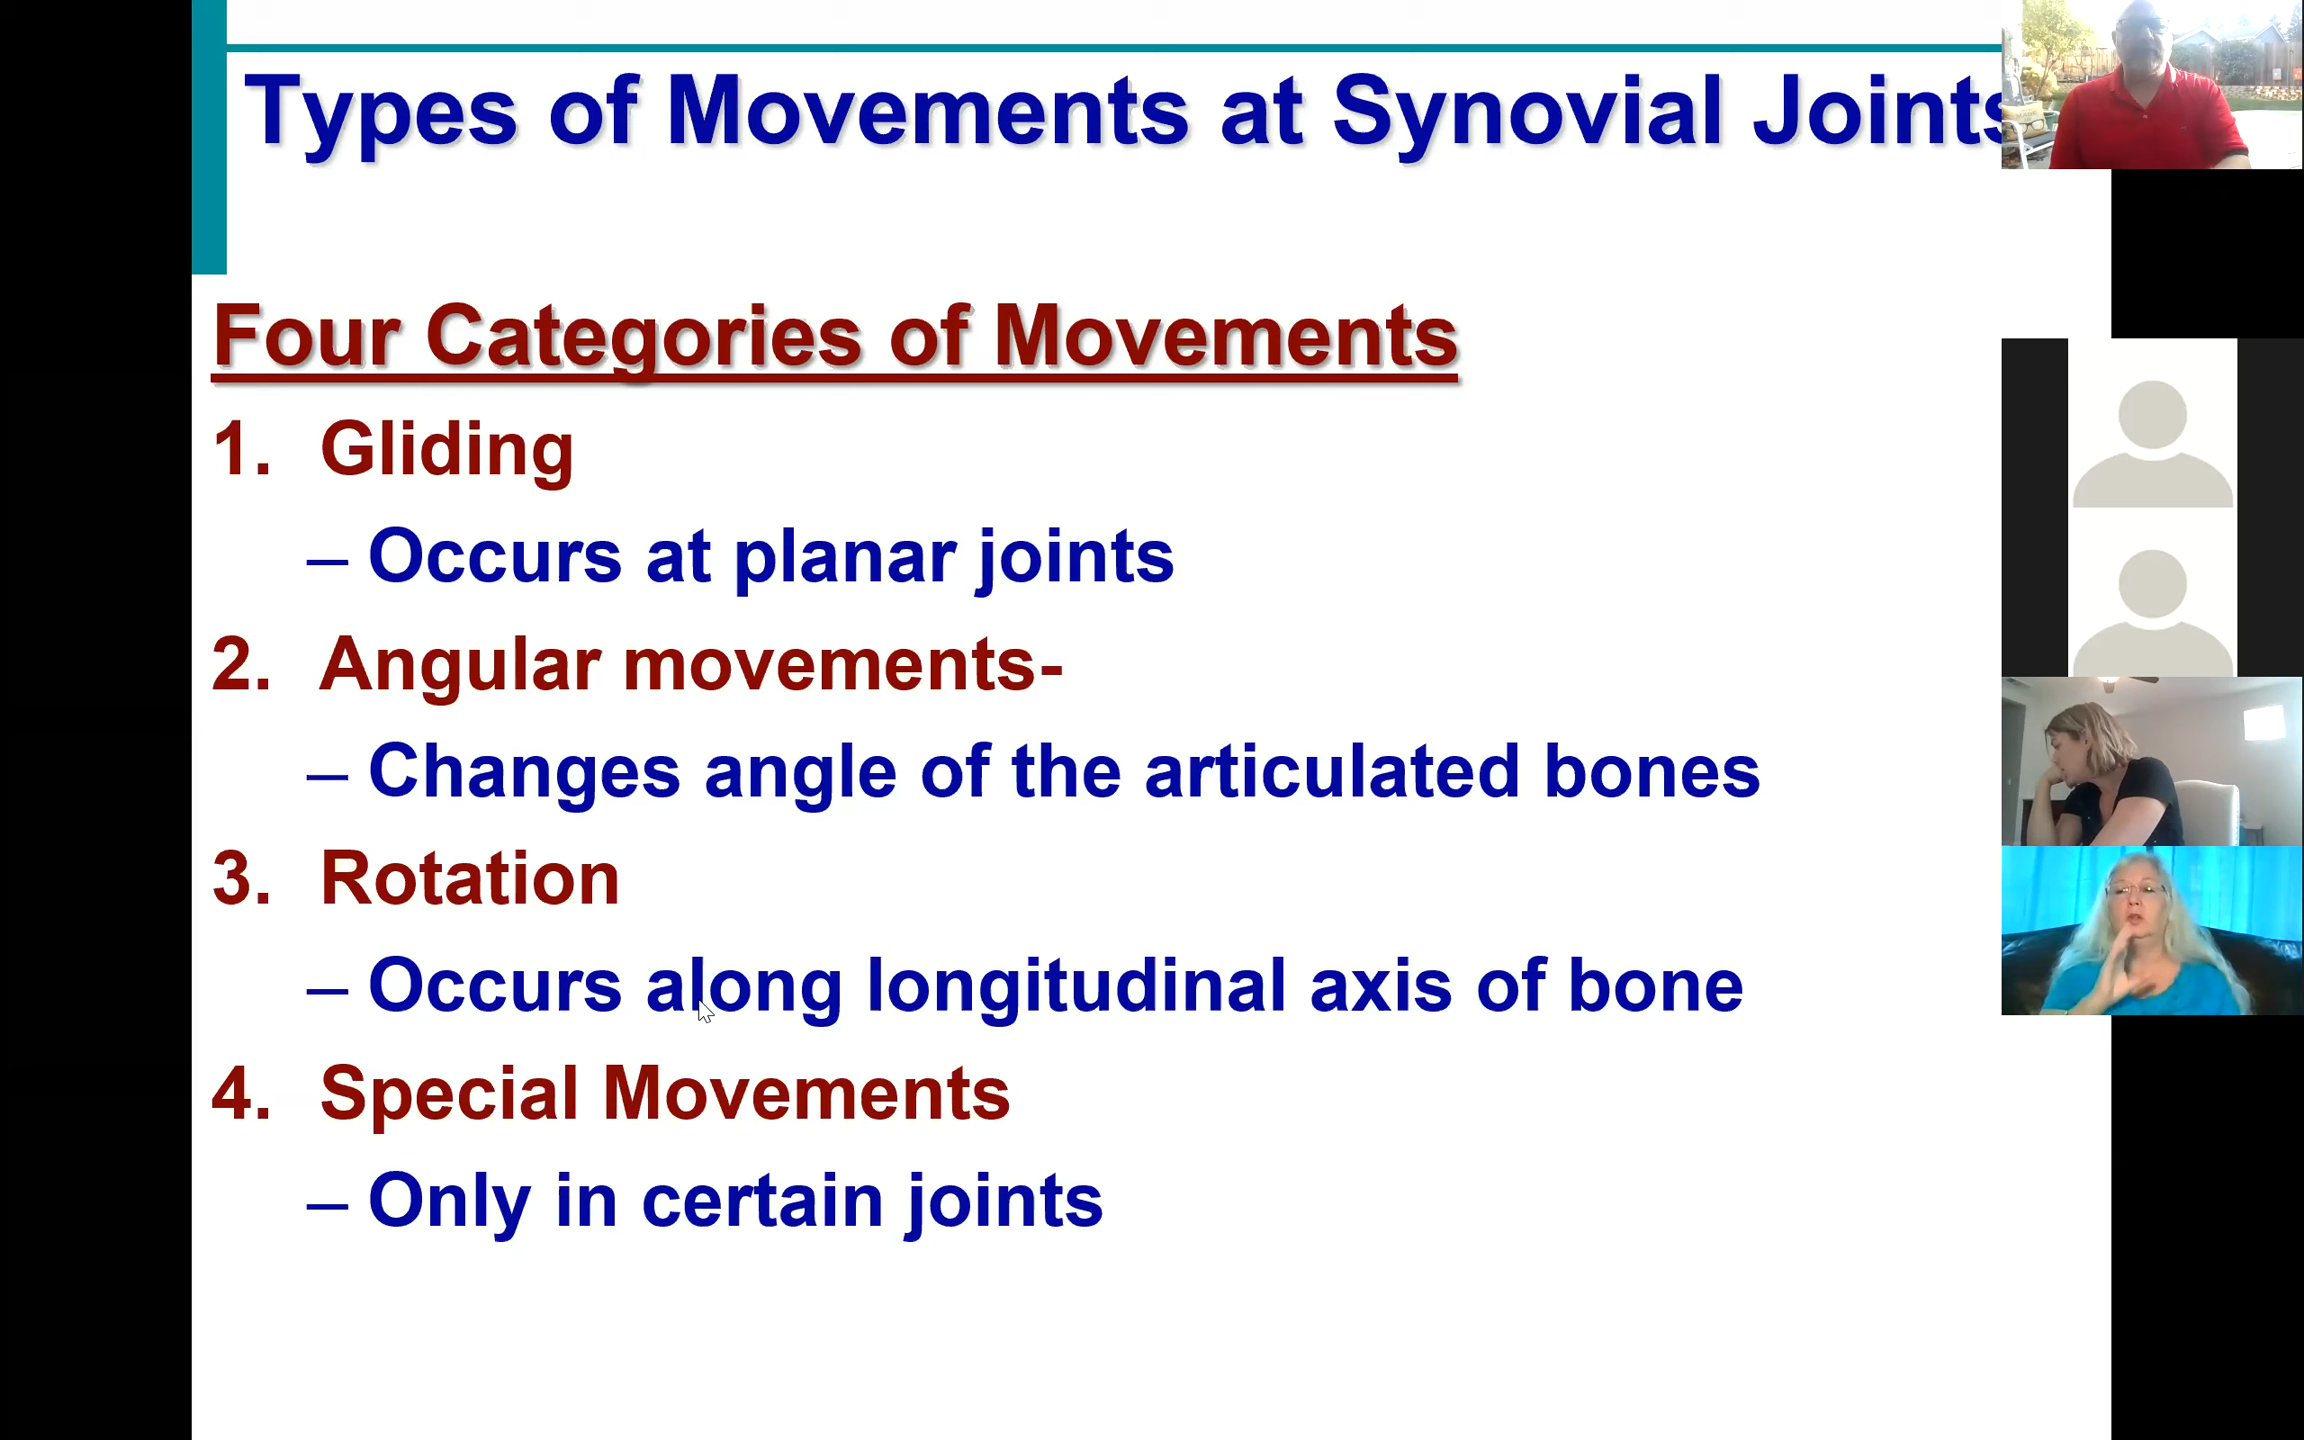 Types of Movements at Synovial Joints
Four Categories of Movements
1. Gliding
– Occurs at planar joints
2. Angular movements-
– Changes angle of the articulated bones
3. Rotation
– Occurs along longitudinal axis of bone
4. Special Movements
– Only in certain joints